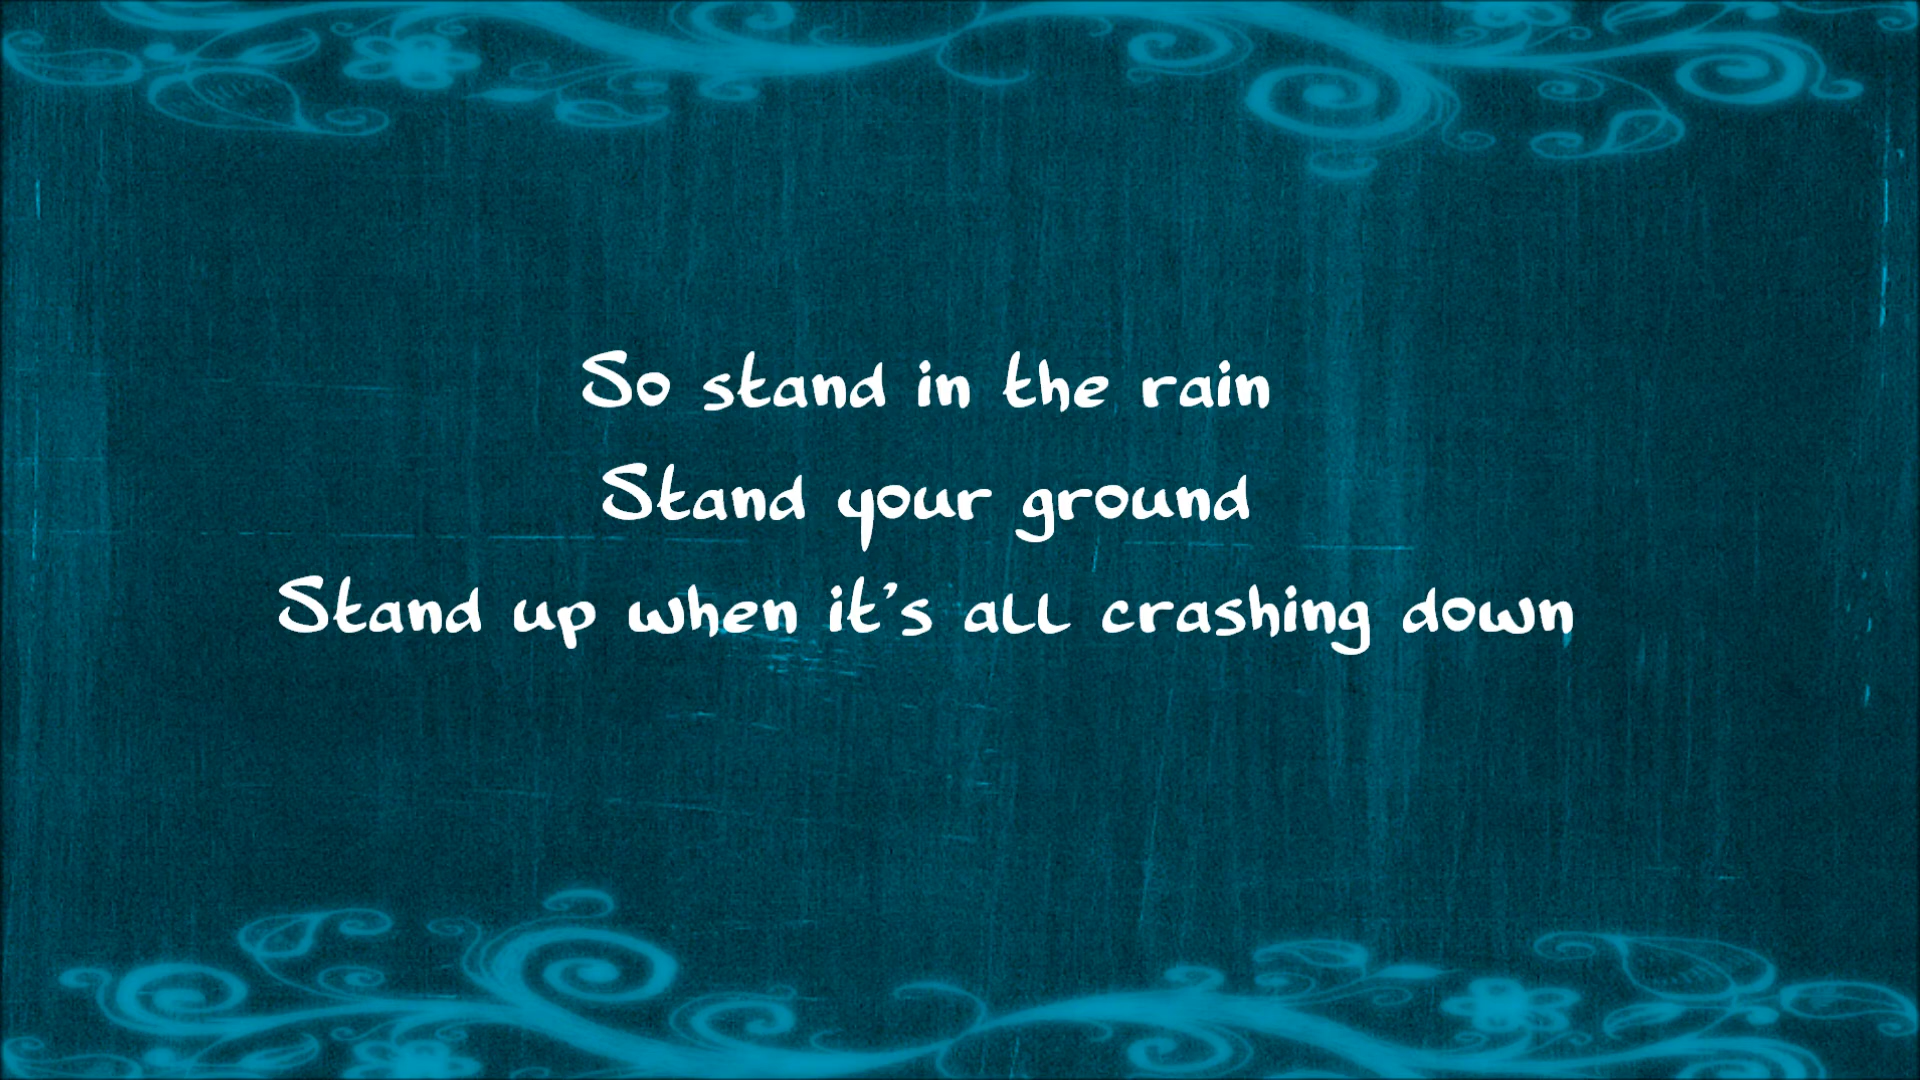 So stand in the rain
Stand your ground
Stand up when it's all crashing down